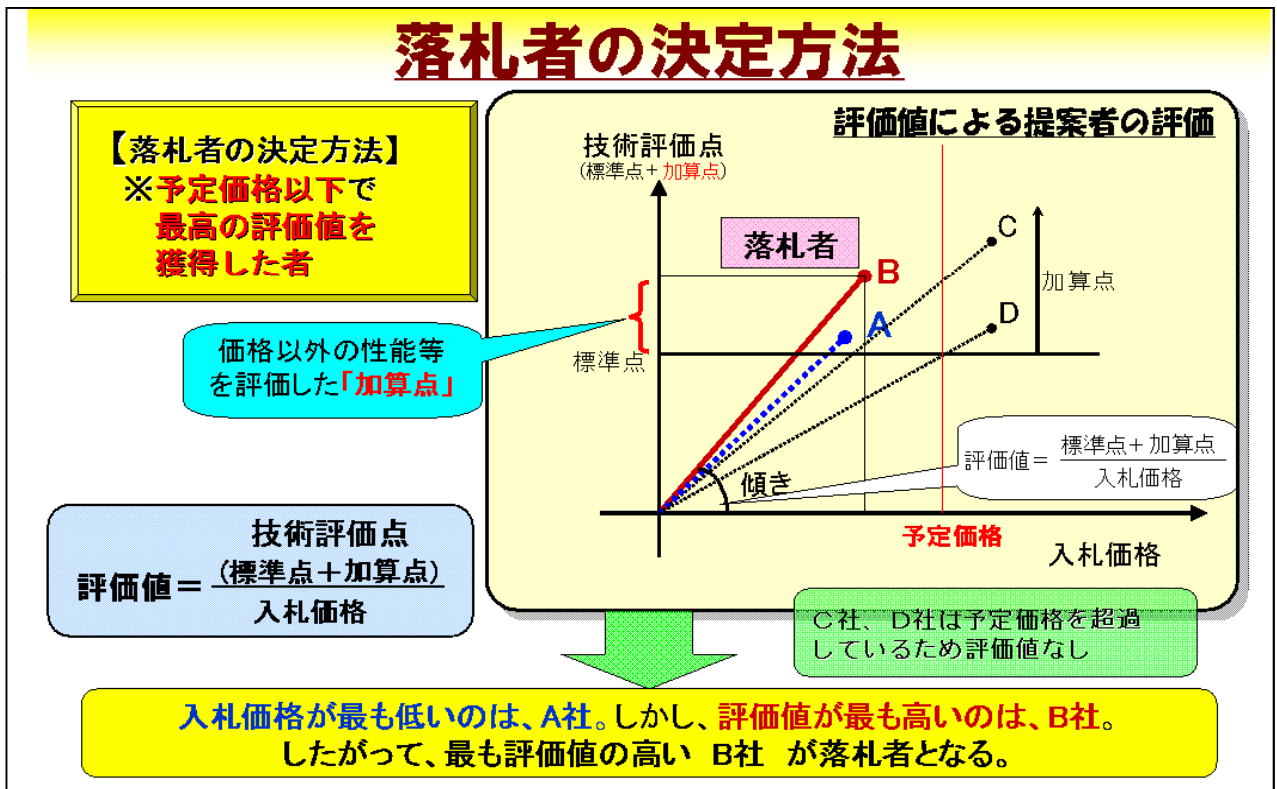 落札者の決定方法
【落札者の決定方法】
※予定価格以下で
最高の評価値を
獲得した者
評価値による提案者の評価
技術評価点
(標準点+加算点)
落札者
B
A
C
D
加算点
標準点
価格以外の性能等
を評価した「加算点」
傾き
評価値=
標準点+加算点
入札価格
予定価格
入札価格
技術評価点
(標準点+加算点)
評価値=
入札価格
C社、D社は予定価格を超過
しているため評価値なし
入札価格が最も低いのは、A社。しかし、評価値が最も高いのは、B社。
したがって、最も評価値の高い B社 が落札者となる。